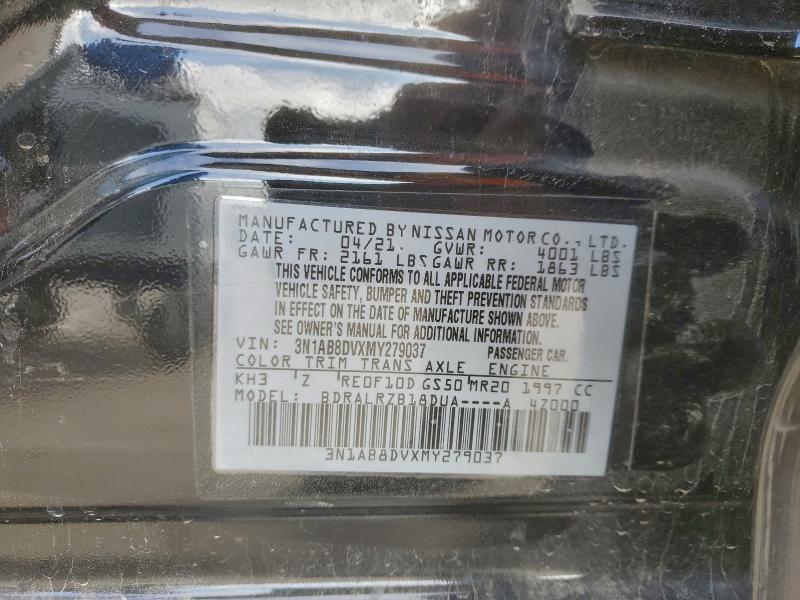 MANUFACTURED BY NISSAN MOTOR CO., LTD.
DATE: 04/21. GVWR: 4001 LBS
GAWR FR: 2161 LBS GAWR RR: 1863 LBS
THIS VEHICLE CONFORMS TO ALL APPLICABLE FEDERAL MOTOR
VEHICLE SAFETY, BUMPER AND THEFT PREVENTION STANDARDS
IN EFFECT ON THE DATE OF MANUFACTURE SHOWN ABOVE.
SEE OWNER'S MANUAL FOR ADDITIONAL INFORMATION.
VIN: 3N1AB8DVXMY279037 PASSENGER CAR.
COLOR TRIM TRANS AXLE ENGINE
KH3 'Z RE0F10D GS50 MR20 1997 CC
MODEL: BDRALRZB18DUA----A 4Z000
3N1AB8DVXMY279037